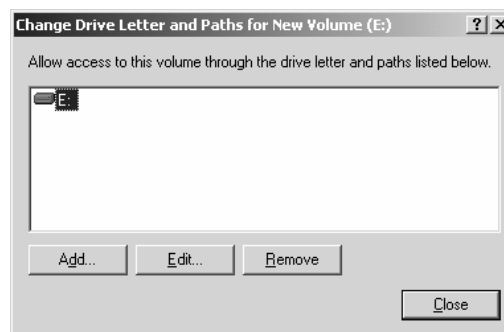 Change Drive Letter and Paths for New Volume (E:)
Allow access to this volume through the drive letter and paths listed below.
E:
Add...
Edit...
Remove
Close